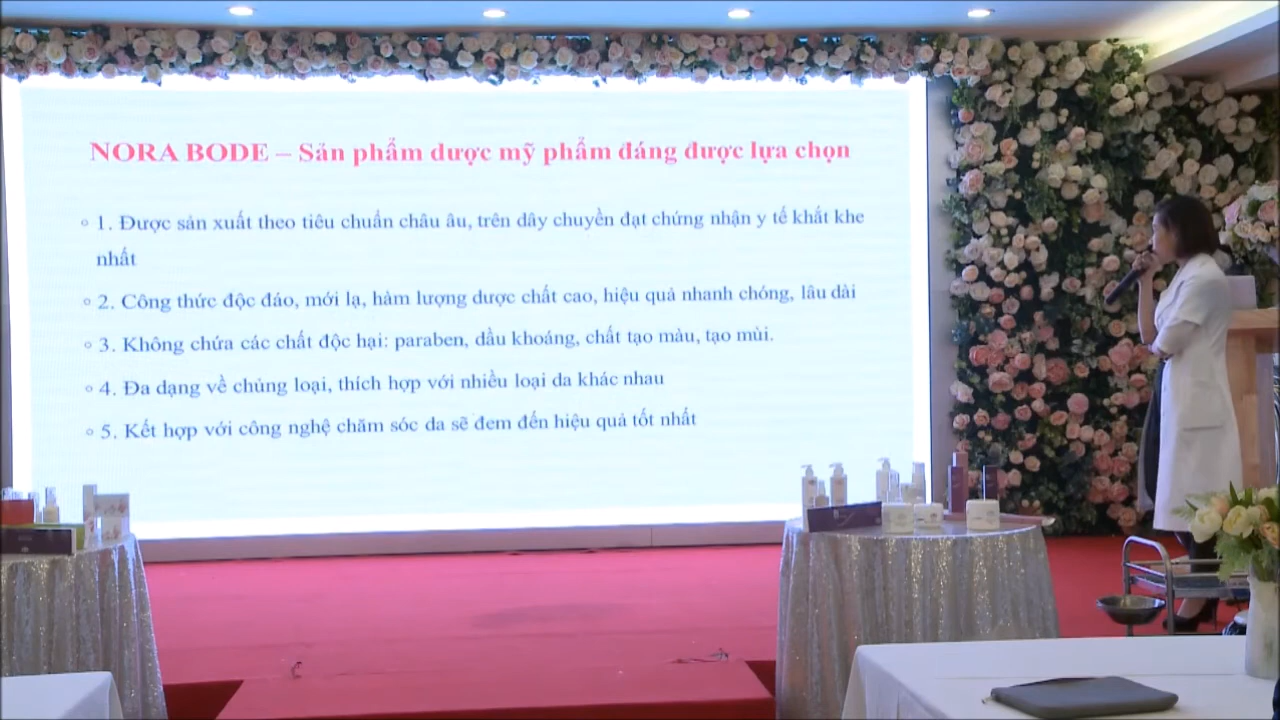 NORA BODE – Sản phẩm dược mỹ phẩm đáng được lựa chọn
1. Được sản xuất theo tiêu chuẩn châu âu, trên dây chuyền đạt chứng nhận y tế khắt khe
nhất
2. Công thức độc đáo, mới lạ, hàm lượng dược chất cao, hiệu quả nhanh chóng, lâu dài
3. Không chứa các chất độc hại: paraben, dầu khoáng, chất tạo màu, tạo mùi.
4. Đa dạng về chủng loại, thích hợp với nhiều loại da khác nhau
5. Kết hợp với công nghệ chăm sóc da sẽ đem đến hiệu quả tốt nhất